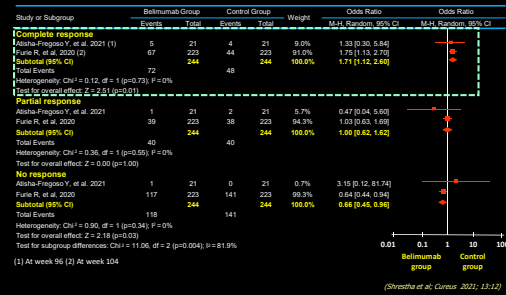 Belimumab Group Control Group Odds Ratio Odds Ratio
Study or Subgroup Events Total Events Total Weight M-H, Random, 95% CI M-H, Random, 95% CI
Complete response
Atisha-Fregoso Y, et al. 2021 (1) 5 21 4 21 9.0% 1.33 [0.30, 5.84]
Furie R, et al, 2020 (2) 67 223 44 223 91.0% 1.75 [1.13, 2.70]
Subtotal (95% CI) 244 244 100.0% 1.71 [1.12, 2.60]
Total Events 72 48
Heterogeneity: Chi² = 0.12, df = 1 (p=0.73); I² = 0%
Test for overall effect: Z = 2.51 (p=0.01)
Partial response
Atisha-Fregoso Y, et al. 2021 1 21 2 21 5.7% 0.47 [0.04, 5.60]
Furie R, et al, 2020 39 223 38 223 94.3% 1.03 [0.63, 1.69]
Subtotal (95% CI) 244 244 100.0% 1.00 [0.62, 1.62]
Total Events 40 40
Heterogeneity: Chi² = 0.36, df = 1 (p=0.55); I² = 0%
Test for overall effect: Z = 0.00 (p=1.00)
No response
Atisha-Fregoso Y, et al. 2021 1 21 0 21 0.7% 3.15 [0.12, 81.74]
Furie R, et al, 2020 117 223 141 223 99.3% 0.64 [0.44, 0.94]
Subtotal (95% CI) 244 244 100.0% 0.66 [0.45, 0.96]
Total Events 118 141
Heterogeneity: Chi² = 0.90, df = 1 (p=0.34); I² = 0%
Test for overall effect: Z = 2.18 (p=0.03)
Test for subgroup differences: Chi² = 11.06, df = 2 (p=0.004); I² = 81.9%
0.01 0.1 1 10 100
(1) At week 96 (2) At week 104
Belimumab group Control group
(Shrestha et al; Cureus 2021; 13:12)